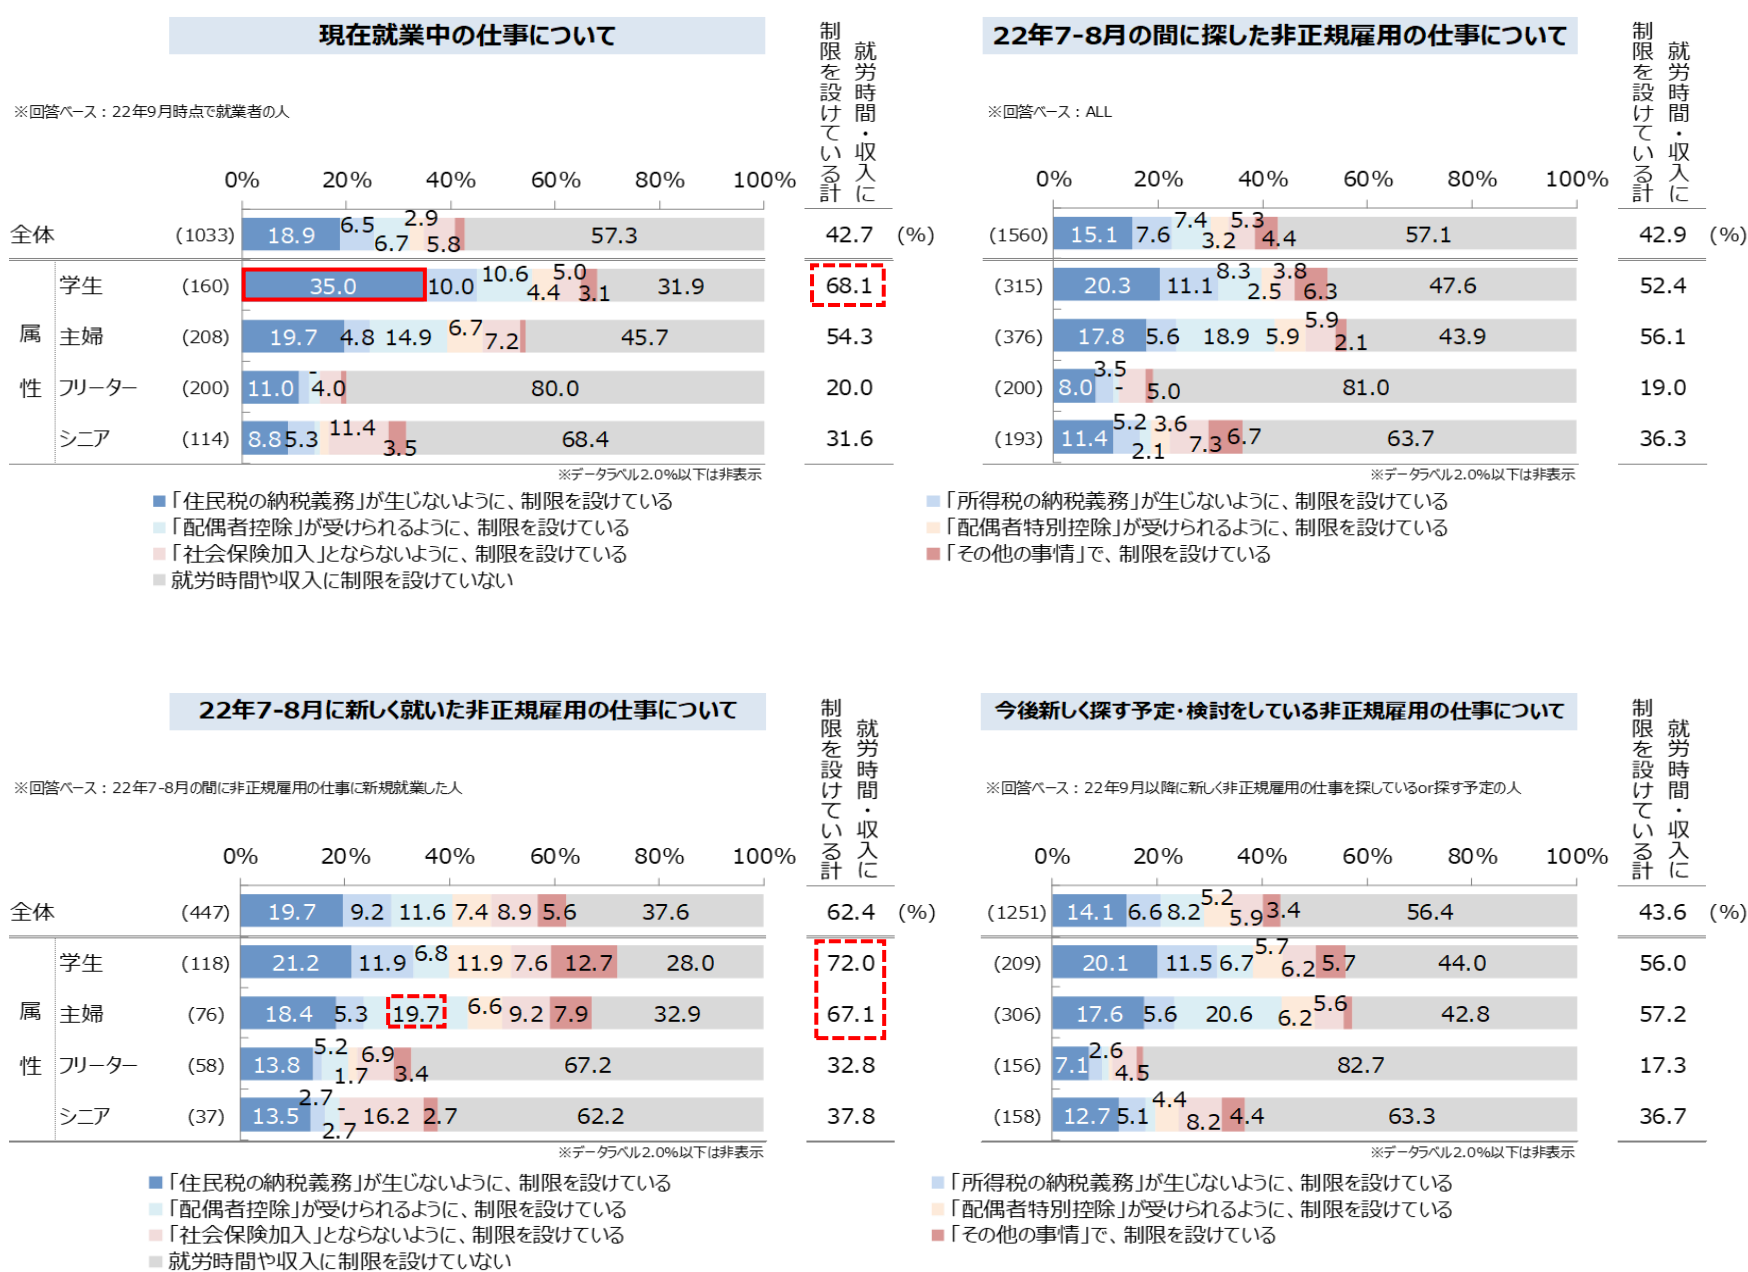 現在就業中の仕事について
就労時間・収入に
制限を設けている計
※回答ベース：22年9月時点で就業者の人
0% 20% 40% 60% 80% 100%
全体 (1033) 18.9 6.5 6.7 2.9 5.8 57.3 42.7 (%)
属性
学生 (160) 35.0 10.0 10.6 4.4 5.0 3.1 31.9 68.1
主婦 (208) 19.7 4.8 14.9 6.7 7.2 45.7 54.3
フリーター (200) 11.0 - 4.0 80.0 20.0
シニア (114) 8.8 5.3 11.4 3.5 68.4 31.6
※データラベル2.0%以下は非表示
22年7-8月の間に探した非正規雇用の仕事について
就労時間・収入に
制限を設けている計
※回答ベース：ALL
0% 20% 40% 60% 80% 100%
(1560) 15.1 7.6 7.4 3.2 5.3 4.4 57.1 42.9 (%)
(315) 20.3 11.1 8.3 2.5 3.8 6.3 47.6 52.4
(376) 17.8 5.6 18.9 5.9 5.9 2.1 43.9 56.1
(200) 8.0 3.5 - 5.0 81.0 19.0
(193) 11.4 5.2 2.1 3.6 7.3 6.7 63.7 36.3
※データラベル2.0%以下は非表示
「住民税の納税義務」が生じないように、制限を設けている
「所得税の納税義務」が生じないように、制限を設けている
「配偶者控除」が受けられるように、制限を設けている
「配偶者特別控除」が受けられるように、制限を設けている
「社会保険加入」とならないように、制限を設けている
「その他の事情」で、制限を設けている
就労時間や収入に制限を設けていない
22年7-8月に新しく就いた非正規雇用の仕事について
就労時間・収入に
制限を設けている計
※回答ベース：22年7-8月の間に非正規雇用の仕事に新規就業した人
0% 20% 40% 60% 80% 100%
全体 (447) 19.7 9.2 11.6 7.4 8.9 5.6 37.6 62.4 (%)
属性
学生 (118) 21.2 11.9 6.8 11.9 7.6 12.7 28.0 72.0
主婦 (76) 18.4 5.3 19.7 6.6 9.2 7.9 32.9 67.1
フリーター (58) 13.8 5.2 1.7 6.9 3.4 67.2 32.8
シニア (37) 13.5 2.7 2.7 - 16.2 2.7 62.2 37.8
※データラベル2.0%以下は非表示
今後新しく探す予定・検討をしている非正規雇用の仕事について
就労時間・収入に
制限を設けている計
※回答ベース：22年9月以降に新しく非正規雇用の仕事を探しているor探す予定の人
0% 20% 40% 60% 80% 100%
(1251) 14.1 6.6 8.2 5.2 5.9 3.4 56.4 43.6 (%)
(209) 20.1 11.5 6.7 5.7 6.2 5.7 44.0 56.0
(306) 17.6 5.6 20.6 6.2 5.6 42.8 57.2
(156) 7.1 2.6 4.5 82.7 17.3
(158) 12.7 5.1 4.4 8.2 4.4 63.3 36.7
※データラベル2.0%以下は非表示
「住民税の納税義務」が生じないように、制限を設けている
「所得税の納税義務」が生じないように、制限を設けている
「配偶者控除」が受けられるように、制限を設けている
「配偶者特別控除」が受けられるように、制限を設けている
「社会保険加入」とならないように、制限を設けている
「その他の事情」で、制限を設けている
就労時間や収入に制限を設けていない